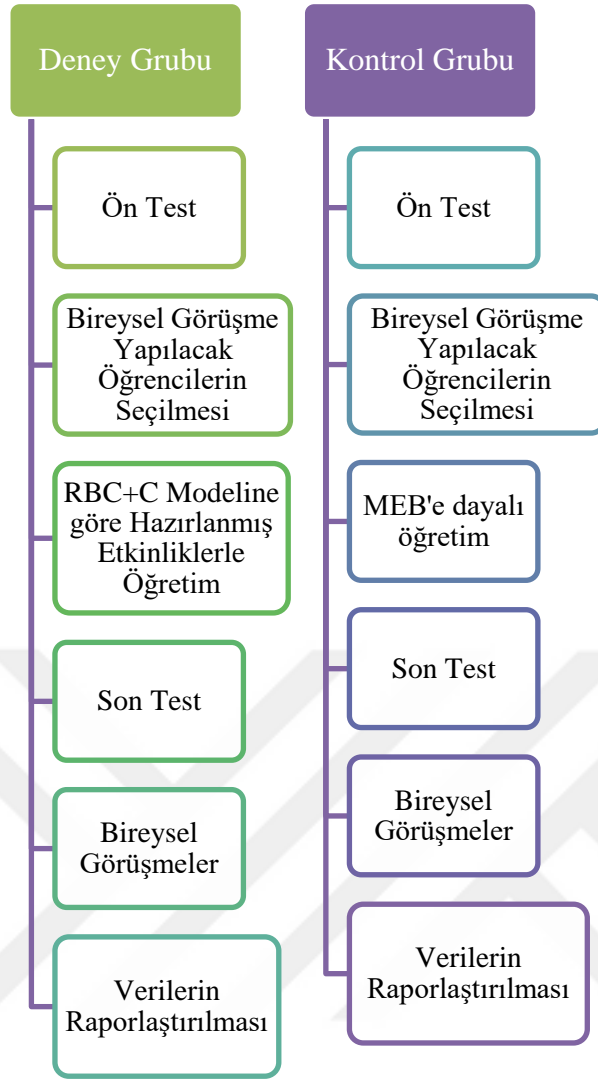 Deney Grubu
Ön Test
Bireysel Görüşme
Yapılacak
Öğrencilerin
Seçilmesi
RBC+C Modeline
göre Hazırlanmış
Etkinliklerle
Öğretim
Son Test
Bireysel
Görüşmeler
Verilerin
Raporlaştırılması
Kontrol Grubu
Ön Test
Bireysel Görüşme
Yapılacak
Öğrencilerin
Seçilmesi
MEB'e dayalı
öğretim
Son Test
Bireysel
Görüşmeler
Verilerin
Raporlaştırılması